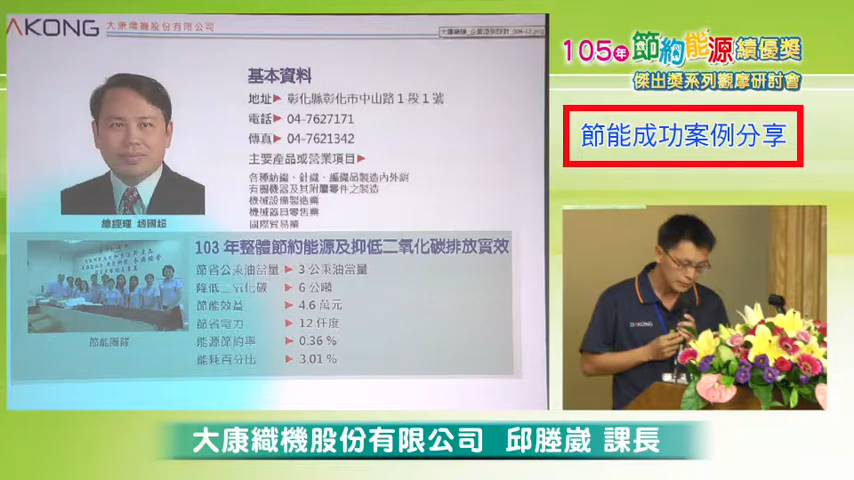 AKONG 大康織機股份有限公司
基本資料
地址▶ 彰化縣彰化市中山路1段1號
電話▶ 04-7627171
傳真▶ 04-7621342
主要產品或營業項目▶
各種紡織、針織、編織品製造內外銷
有關機器及其附屬零件之製造
機械設備製造業
機械器具零售業
國際貿易業
總經理 趙國超
103年整體節約能源及抑低二氧化碳排放實效
節省公秉油當量 ▶ 3 公秉油當量
降低二氧化碳 ▶ 6 公噸
節能效益 ▶ 4.6 萬元
節省電力 ▶ 12 仟度
能源節約率 ▶ 0.36 %
能耗百分比 ▶ 3.01 %
節能團隊
105年節約能源績優獎
傑出獎系列觀摩研討會
節能成功案例分享
DAKONG
大康織機股份有限公司 邱塍崴 課長